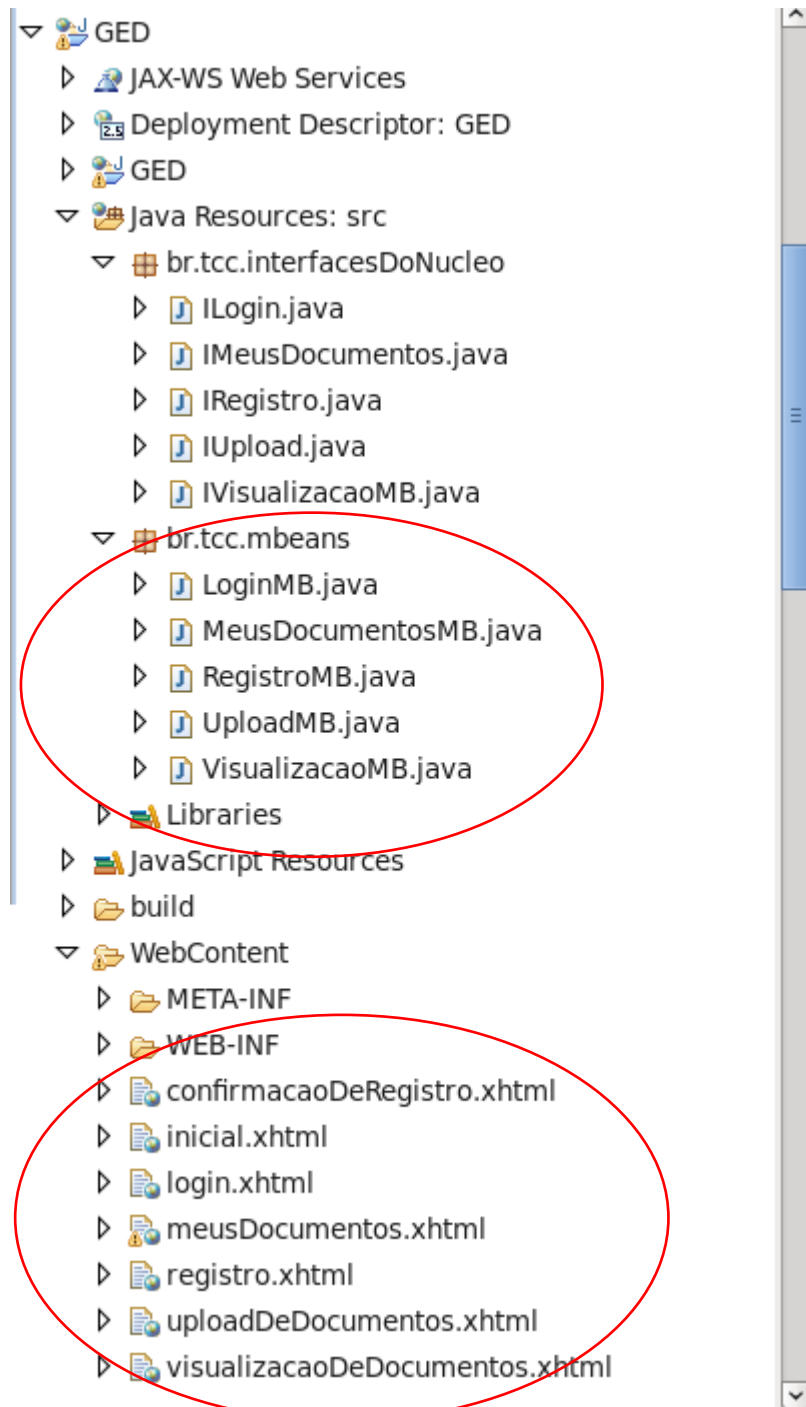 GED
JAX-WS Web Services
2.5 Deployment Descriptor: GED
GED
Java Resources: src
br.tcc.interfacesDoNucleo
J ILogin.java
J IMeusDocumentos.java
J IRegistro.java
J IUpload.java
J IVisualizacaoMB.java
br.tcc.mbeans
J LoginMB.java
J MeusDocumentosMB.java
J RegistroMB.java
J UploadMB.java
J VisualizacaoMB.java
Libraries
JavaScript Resources
build
WebContent
META-INF
WEB-INF
confirmacaoDeRegistro.xhtml
inicial.xhtml
login.xhtml
meusDocumentos.xhtml
registro.xhtml
uploadDeDocumentos.xhtml
visualizacaoDeDocumentos.xhtml